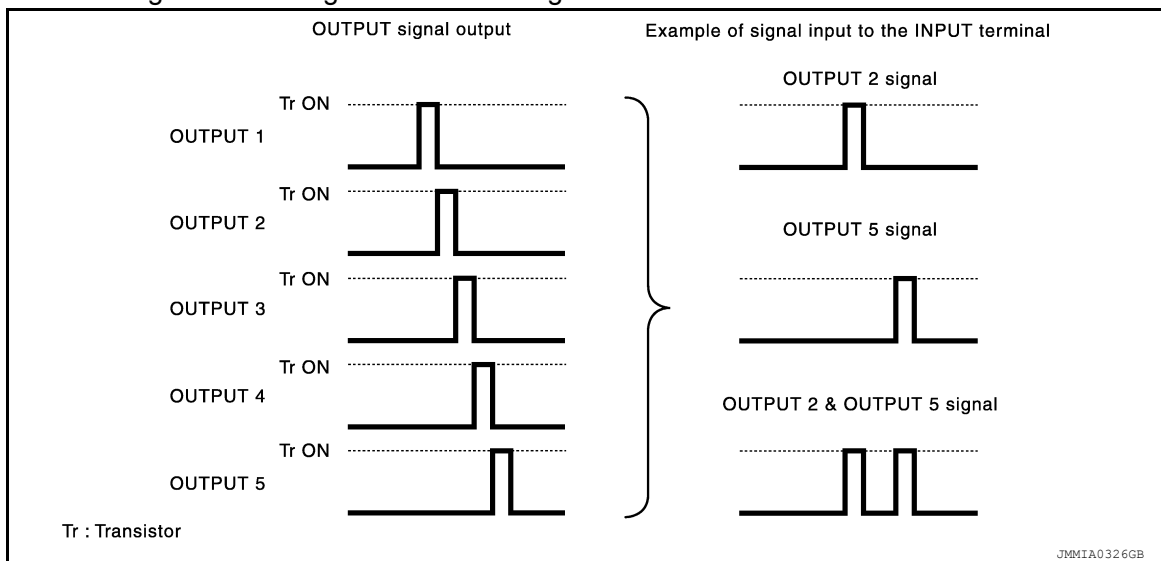 OUTPUT signal output
Example of signal input to the INPUT terminal
Tr ON
OUTPUT 1
Tr ON
OUTPUT 2
Tr ON
OUTPUT 3
Tr ON
OUTPUT 4
Tr ON
OUTPUT 5
OUTPUT 2 signal
OUTPUT 5 signal
OUTPUT 2 & OUTPUT 5 signal
Tr : Transistor
JMMIA0326GB